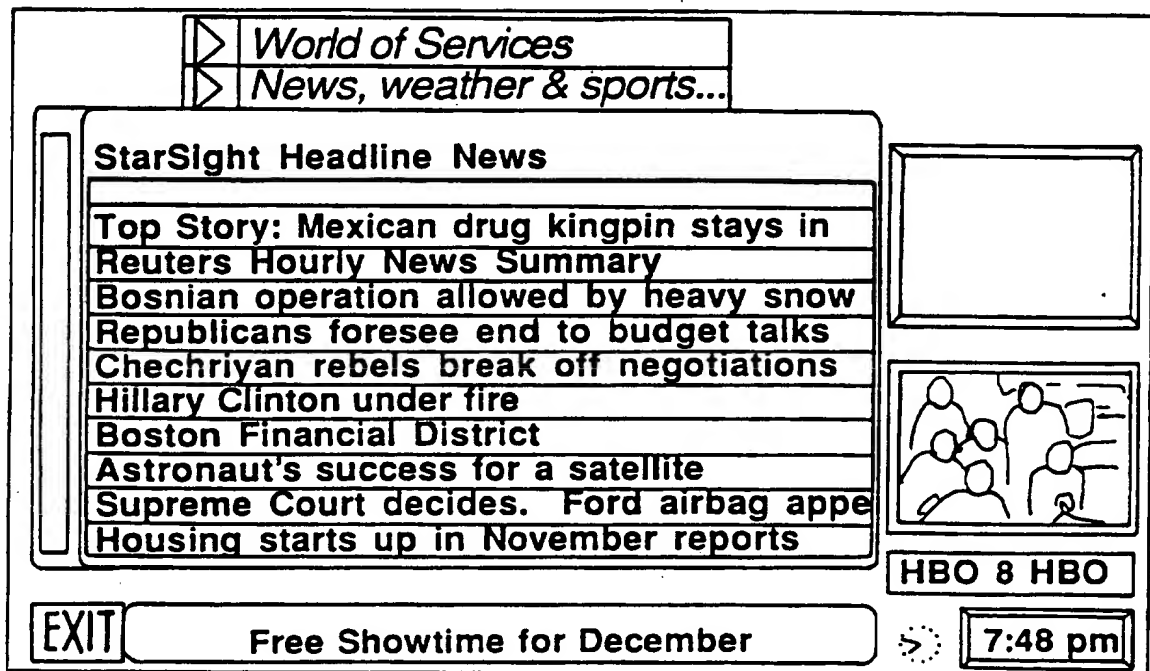 World of Services
News, weather & sports...
StarSight Headline News
Top Story: Mexican drug kingpin stays in
Reuters Hourly News Summary
Bosnian operation allowed by heavy snow
Republicans foresee end to budget talks
Chechriyan rebels break off negotiations
Hillary Clinton under fire
Boston Financial District
Astronaut's success for a satellite
Supreme Court decides. Ford airbag appe
Housing starts up in November reports
HBO 8 HBO
EXIT
Free Showtime for December
7:48 pm